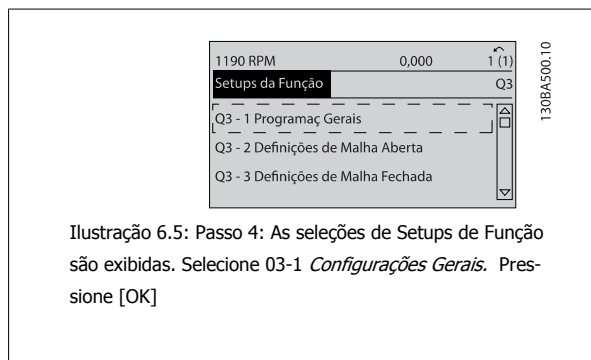 1190 RPM 0,000 1 (1)
Setups da Função Q3
Q3 - 1 Programaç Gerais
Q3 - 2 Definições de Malha Aberta
Q3 - 3 Definições de Malha Fechada
130BA500.10
Ilustração 6.5: Passo 4: As seleções de Setups de Função
são exibidas. Selecione 03-1 Configurações Gerais. Pres-
sione [OK]